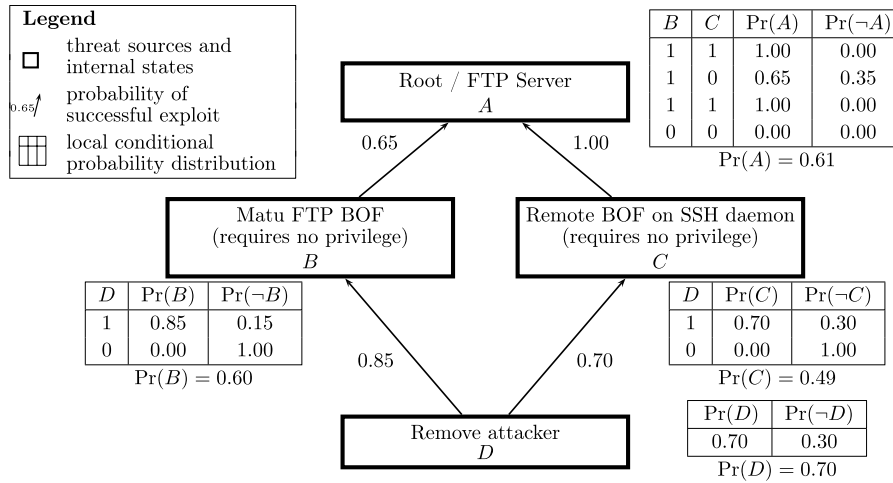 Legend
threat sources and
internal states
0.65
probability of
successful exploit
local conditional
probability distribution
Root / FTP Server
A
B C Pr(A) Pr(¬A)
1 1 1.00 0.00
1 0 0.65 0.35
1 1 1.00 0.00
0 0 0.00 0.00
Pr(A) = 0.61
0.65
1.00
Matu FTP BOF
(requires no privilege)
B
Remote BOF on SSH daemon
(requires no privilege)
C
D Pr(B) Pr(¬B)
1 0.85 0.15
0 0.00 1.00
Pr(B) = 0.60
D Pr(C) Pr(¬C)
1 0.70 0.30
0 0.00 1.00
Pr(C) = 0.49
0.85
0.70
Remove attacker
D
Pr(D) Pr(¬D)
0.70 0.30
Pr(D) = 0.70